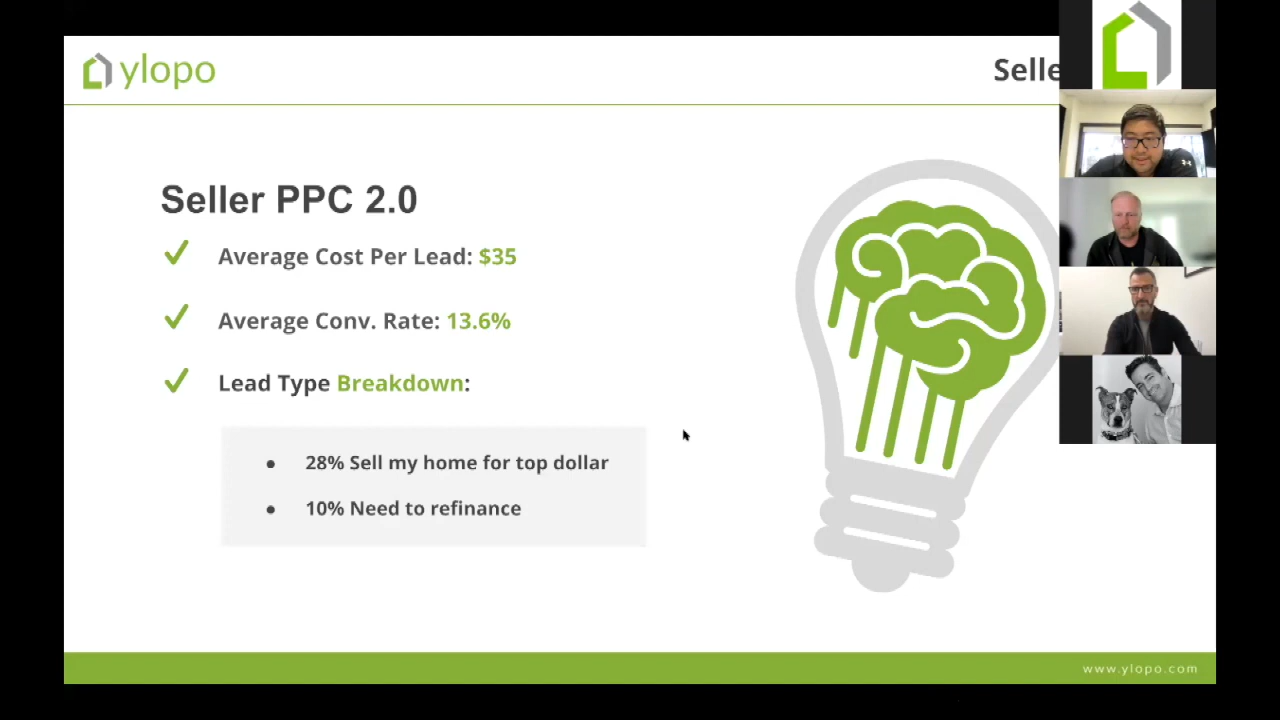 ylopo
Selle
Seller PPC 2.0
Average Cost Per Lead: $35
Average Conv. Rate: 13.6%
Lead Type Breakdown:
28% Sell my home for top dollar
10% Need to refinance
www.ylopo.com